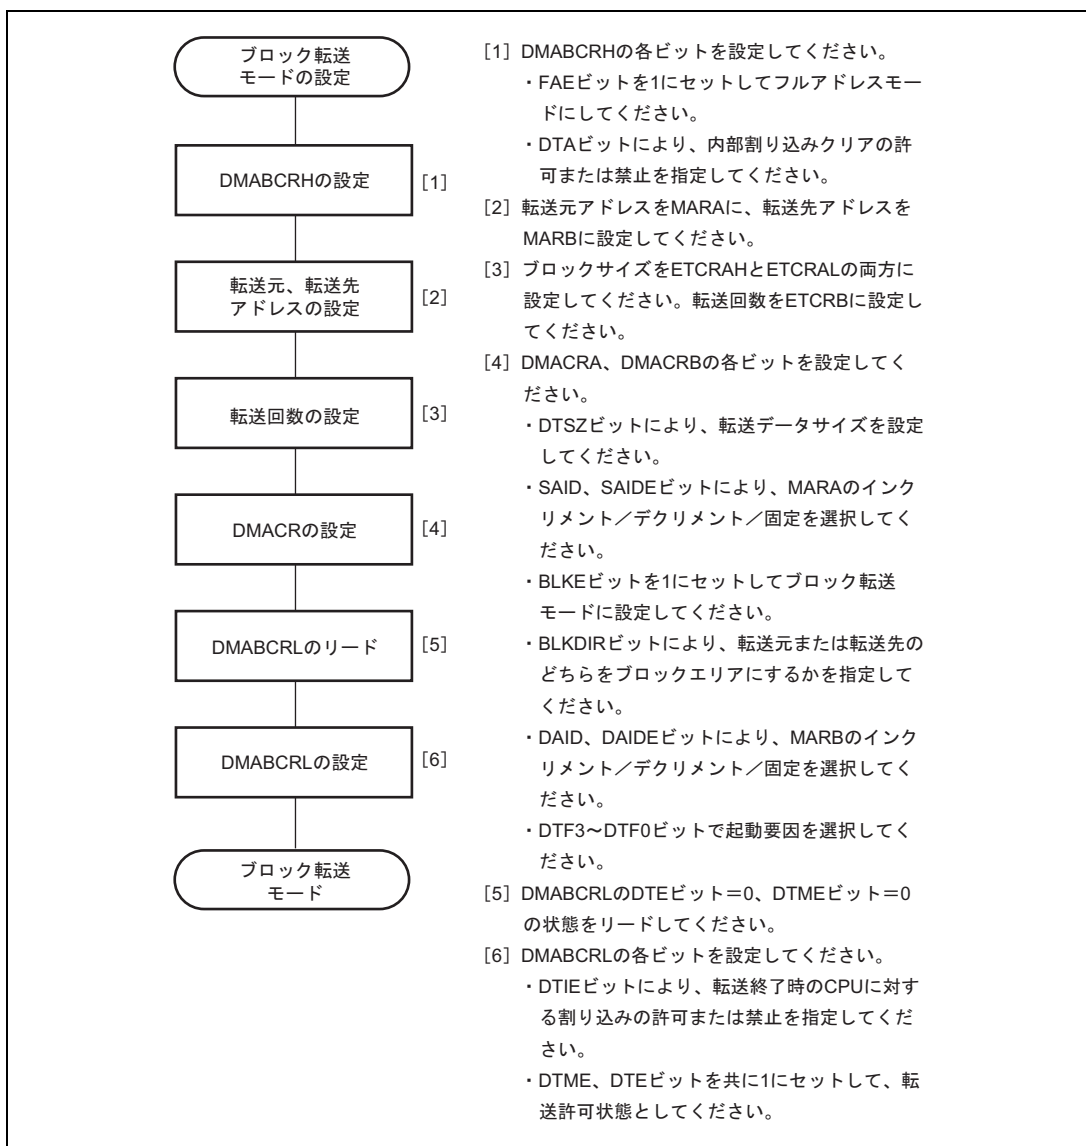 ブロック転送
モードの設定
DMABCRHの設定
[1]
転送元、転送先
アドレスの設定
[2]
転送回数の設定
[3]
DMACRの設定
[4]
DMABCRLのリード
[5]
DMABCRLの設定
[6]
ブロック転送
モード
[1] DMABCRHの各ビットを設定してください。
・FAEビットを1にセットしてフルアドレスモー
ドにしてください。
・DTAビットにより、内部割り込みクリアの許
可または禁止を指定してください。
[2] 転送元アドレスをMARAに、転送先アドレスを
MARBに設定してください。
[3] ブロックサイズをETCRAHとETCRALの両方に
設定してください。転送回数をETCRBに設定し
てください。
[4] DMACRA、DMACRBの各ビットを設定してく
ださい。
・DTSZビットにより、転送データサイズを設定
してください。
・SAID、SAIDEビットにより、MARAのインク
リメント／デクリメント／固定を選択してく
ださい。
・BLKEビットを1にセットしてブロック転送
モードに設定してください。
・BLKDIRビットにより、転送元または転送先の
どちらをブロックエリアにするかを指定して
ください。
・DAID、DAIDEビットにより、MARBのインク
リメント／デクリメント／固定を選択してく
ださい。
・DTF3～DTF0ビットで起動要因を選択してく
ださい。
[5] DMABCRLのDTEビット＝0、DTMEビット＝0
の状態をリードしてください。
[6] DMABCRLの各ビットを設定してください。
・DTIEビットにより、転送終了時のCPUに対す
る割り込みの許可または禁止を指定してくだ
さい。
・DTME、DTEビットを共に1にセットして、転
送許可状態としてください。